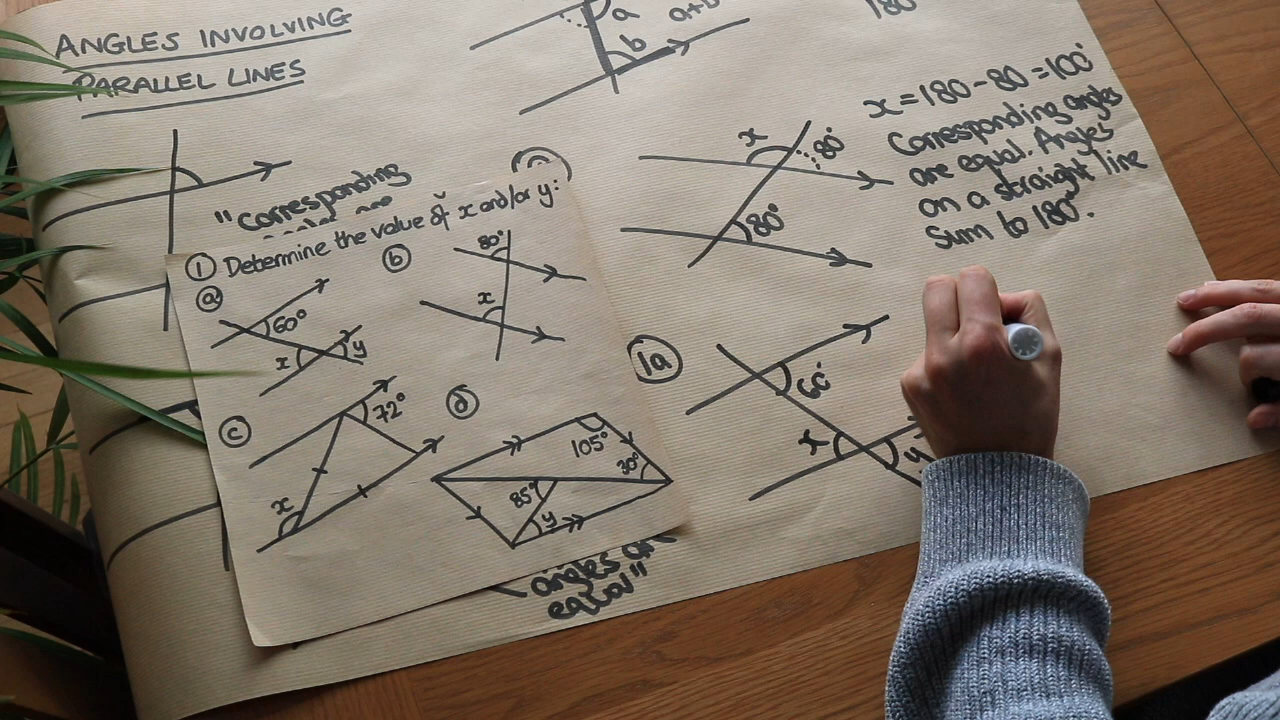 ANGLES INVOLVING
PARALLEL LINES
a
b
a+b
180
"Corresponding
x
80°
80°
x=180-80=100°
Corresponding angles
are equal. Angles
on a straight line
Sum to 180°.
① Determine the value of x and/or y:
ⓐ
60°
x
y
ⓑ
80°
x
ⓒ
72°
x
ⓓ
105°
30°
85°
y
1a
60°
x
y
angles are
equal"